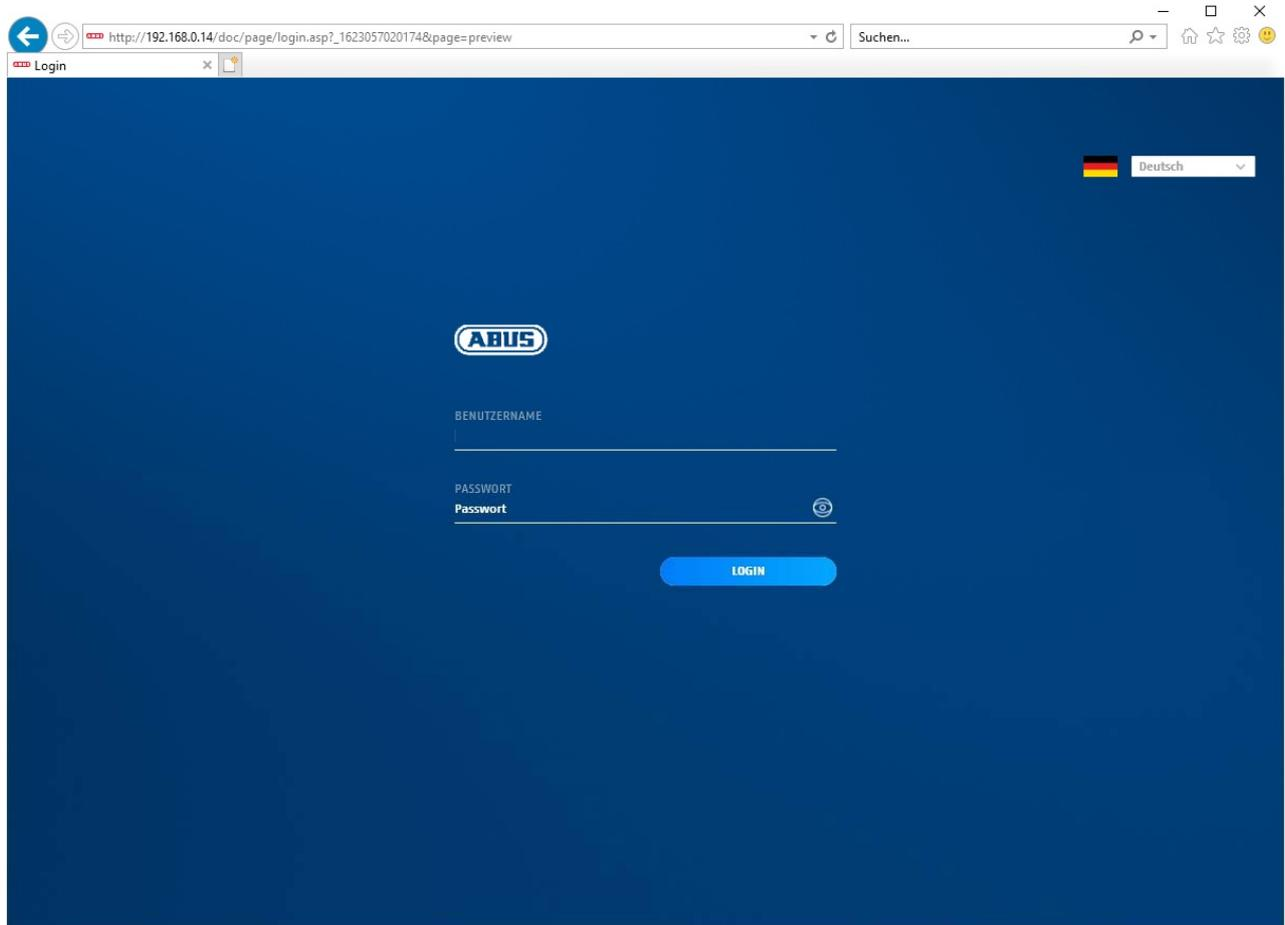 http://192.168.0.14/doc/page/login.asp?_1623057020174&page=preview
Suchen...
Login
Deutsch
ABUS
BENUTZERNAME
PASSWORT
Passwort
LOGIN